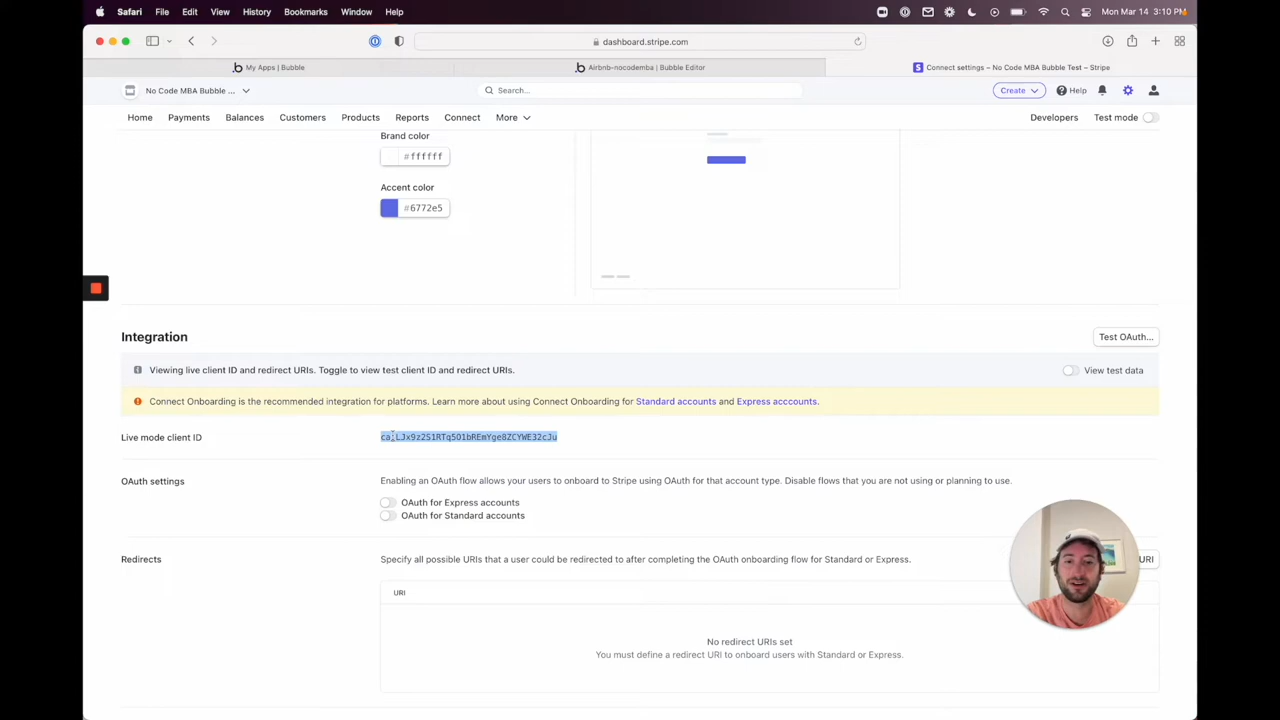 Safari File Edit View History Bookmarks Window Help Mon Mar 14 3:10 PM
dashboard.stripe.com
My Apps | Bubble Airbnb-nocodemba | Bubble Editor Connect settings – No Code MBA Bubble Test – Stripe
No Code MBA Bubble ... Search... Create Help
Home Payments Balances Customers Products Reports Connect More Developers Test mode
Brand color
#ffffff
Accent color
#6772e5
Integration Test OAuth...
Viewing live client ID and redirect URIs. Toggle to view test client ID and redirect URIs. View test data
Connect Onboarding is the recommended integration for platforms. Learn more about using Connect Onboarding for Standard accounts and Express acccounts.
Live mode client ID
OAuth settings Enabling an OAuth flow allows your users to onboard to Stripe using OAuth for that account type. Disable flows that you are not using or planning to use.
OAuth for Express accounts
OAuth for Standard accounts
Redirects Specify all possible URIs that a user could be redirected to after completing the OAuth onboarding flow for Standard or Express. URI
URI
No redirect URIs set
You must define a redirect URI to onboard users with Standard or Express.